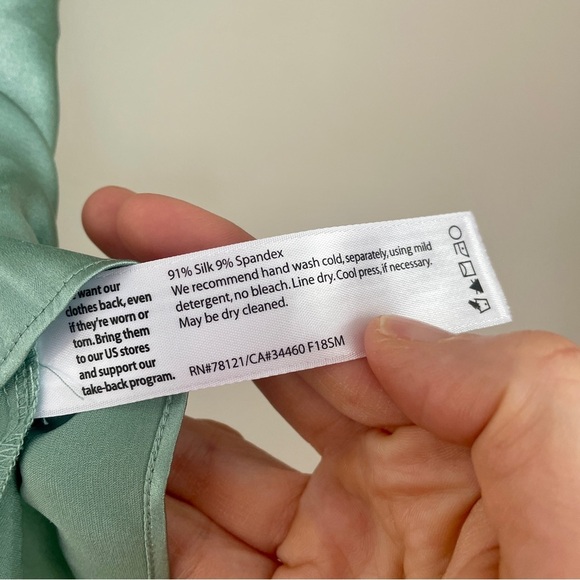 want our
clothes back, even
if they're worn or
torn. Bring them
to our US stores
and support our
take-back program.
91% Silk 9% Spandex
We recommend hand wash cold, separately, using mild
detergent, no bleach. Line dry. Cool press, if necessary.
May be dry cleaned.
RN#78121/CA#34460 F18SM